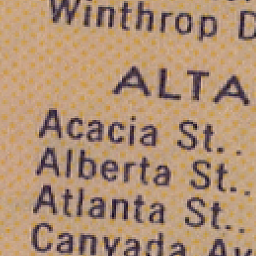 Winthrop D
ALTA
Acacia St. .
Alberta St..
Atlanta St..
Canyada Av